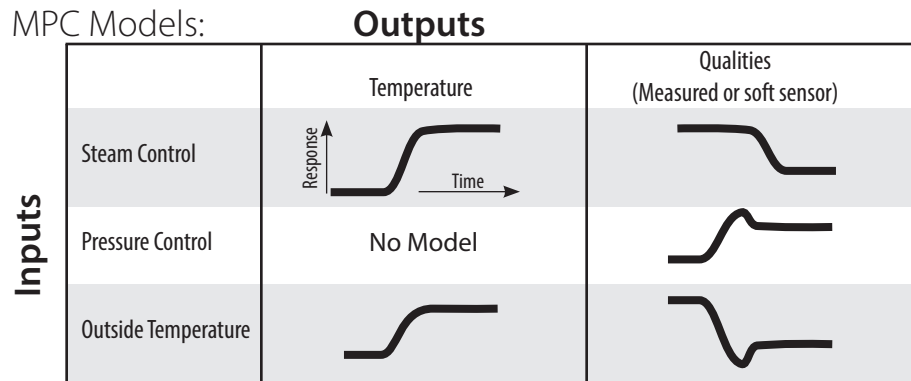 MPC Models:
Outputs
Temperature
Qualities
(Measured or soft sensor)
Inputs
Steam Control
Response
Time
Pressure Control
No Model
Outside Temperature